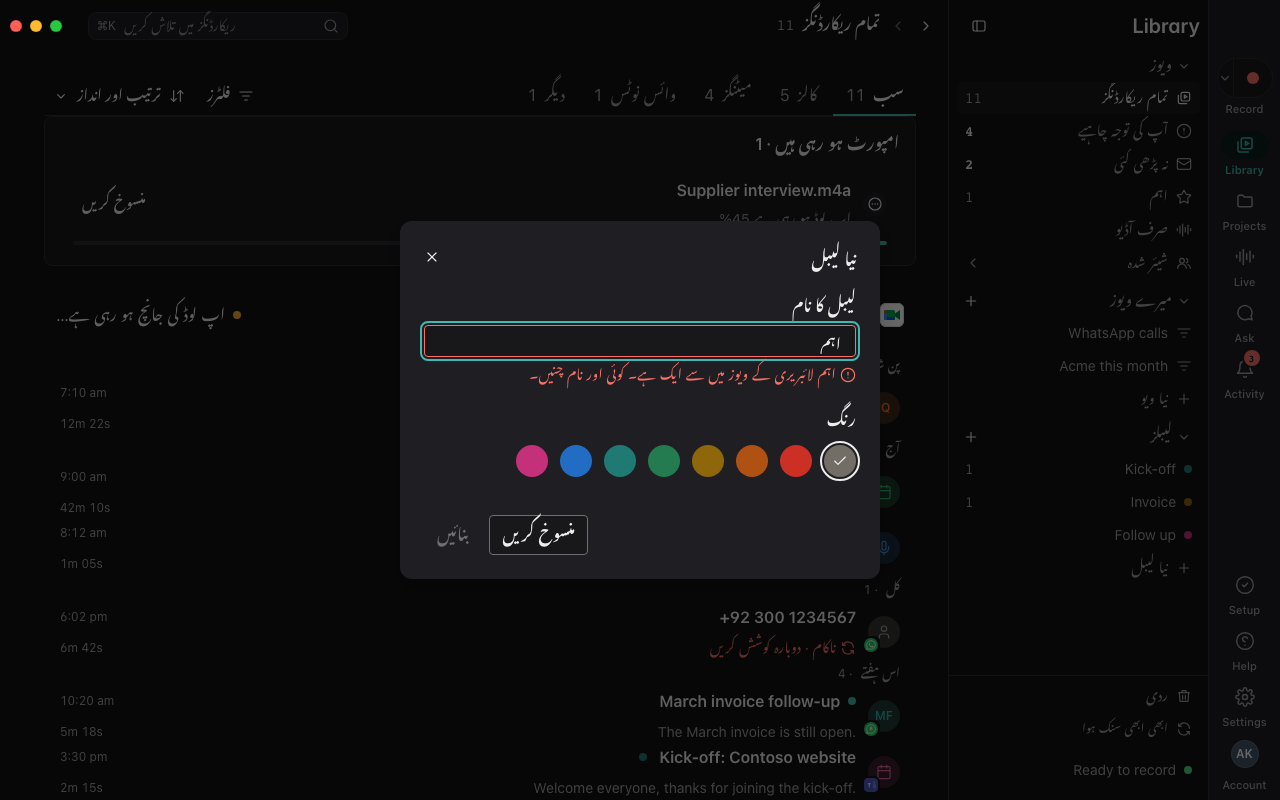 Library
ویوز
تمام ریکارڈنگز 11
آپ کی توجہ چاہیے 4
نہ پڑھی گئی 2
اہم 1
صرف آڈیو
شیئر شدہ
میرے ویوز
WhatsApp calls
Acme this month
نیا ویو
لیبلز
Kick-off 1
Invoice 1
Follow up
نیا لیبل
ردی
ابھی ابھی سنک ہوا
Ready to record
Record
Library
Projects
Live
Ask
3
Activity
Setup
Help
Settings
AK
Account
تمام ریکارڈنگز 11
ریکارڈنگز میں تلاش کریں ⌘K
سب 11
کالز 5
میٹنگز 4
وائس نوٹس 1
دیگر 1
فلٹرز
ترتیب اور انداز
امپورٹ ہو رہی ہیں · 1
Supplier interview.m4a
اپ لوڈ ہو رہی ہے 45%
منسوخ کریں
نیا لیبل
لیبل کا نام
اہم
اہم لائبریری کے ویوز میں سے ایک ہے۔ کوئی اور نام چنیں۔
رنگ
منسوخ کریں
بنائیں
اپ لوڈ کی جانچ ہو رہی ہے...
7:10 am
12m 22s
Q
آج
9:00 am
42m 10s
8:12 am
1m 05s
کل · 1
+92 300 1234567
6:02 pm
ناکام · دوبارہ کوشش کریں
6m 42s
اس ہفتے · 4
MF
March invoice follow-up
10:20 am
The March invoice is still open.
5m 18s
Kick-off: Contoso website
3:30 pm
Welcome everyone, thanks for joining the kick-off.
2m 15s